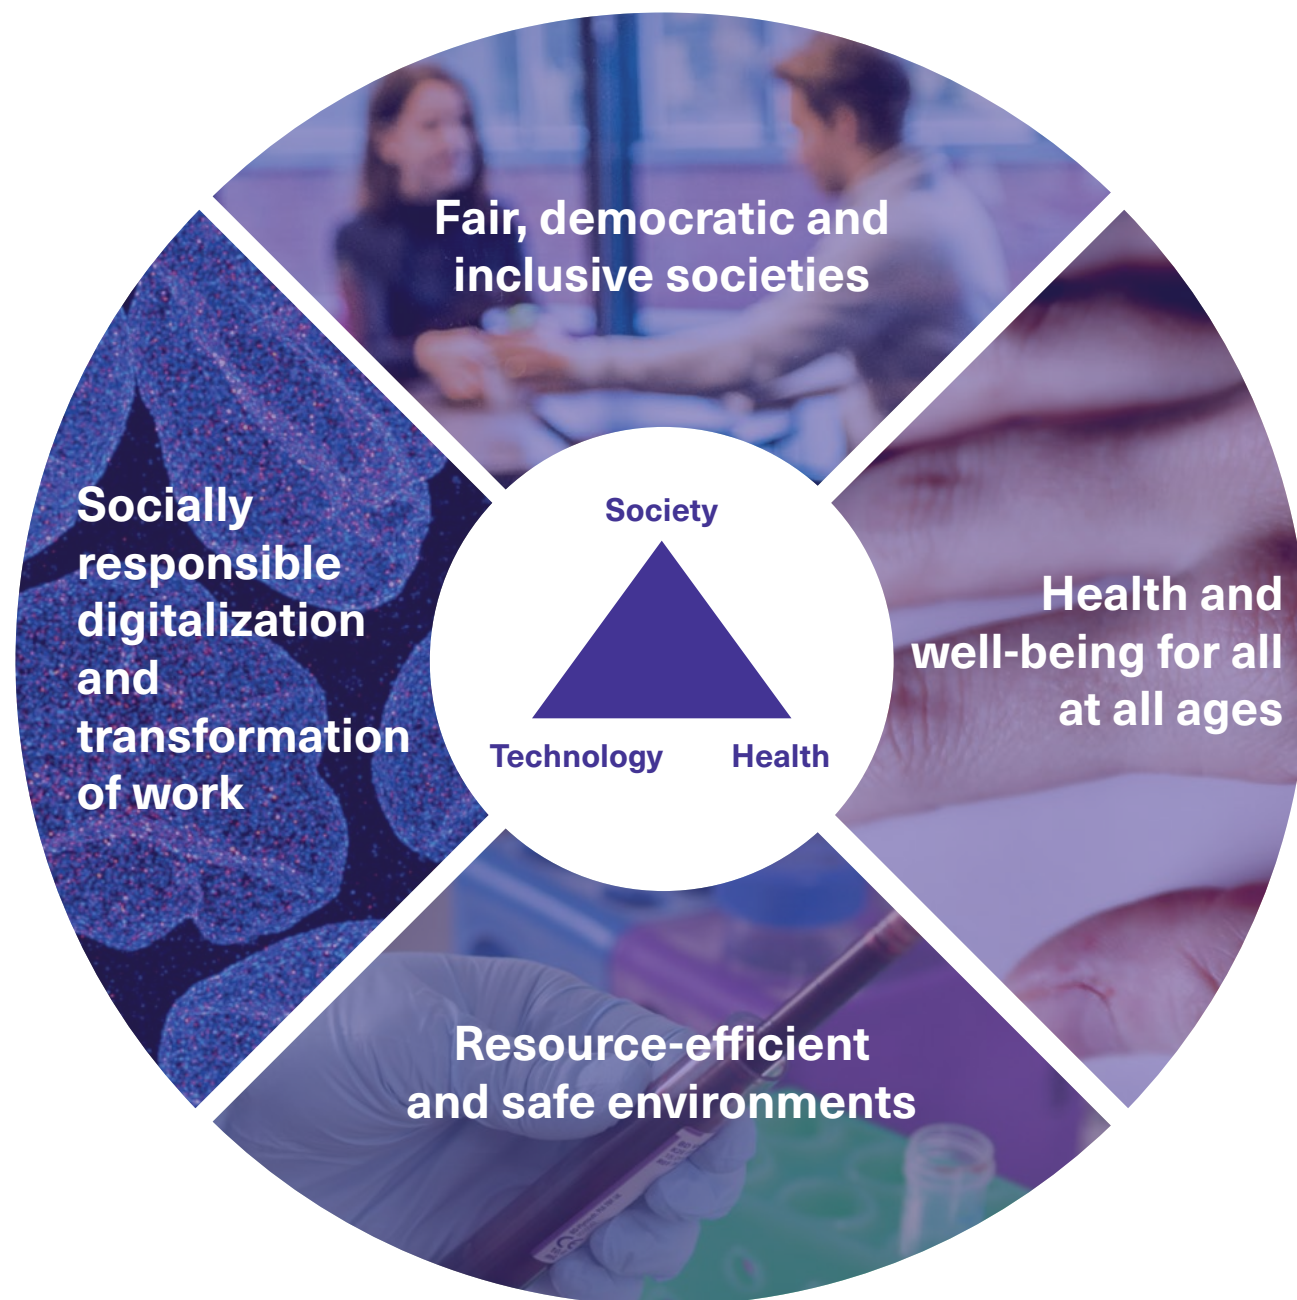 Fair, democratic and
inclusive societies
Socially
responsible
digitalization
and
transformation
of work
Society
Technology
Health
Health and
well-being for all
at all ages
Resource-efficient
and safe environments